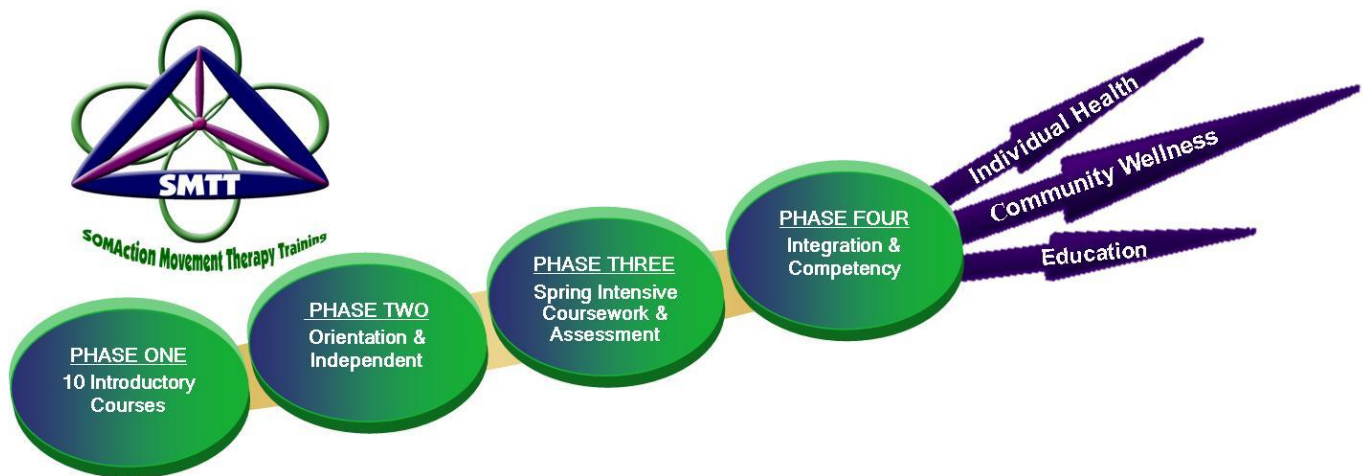 SMTT
SOMAction Movement Therapy Training
PHASE ONE
10 Introductory
Courses
PHASE TWO
Orientation &
Independent
PHASE THREE
Spring Intensive
Coursework &
Assessment
PHASE FOUR
Integration &
Competency
Individual Health
Community Wellness
Education